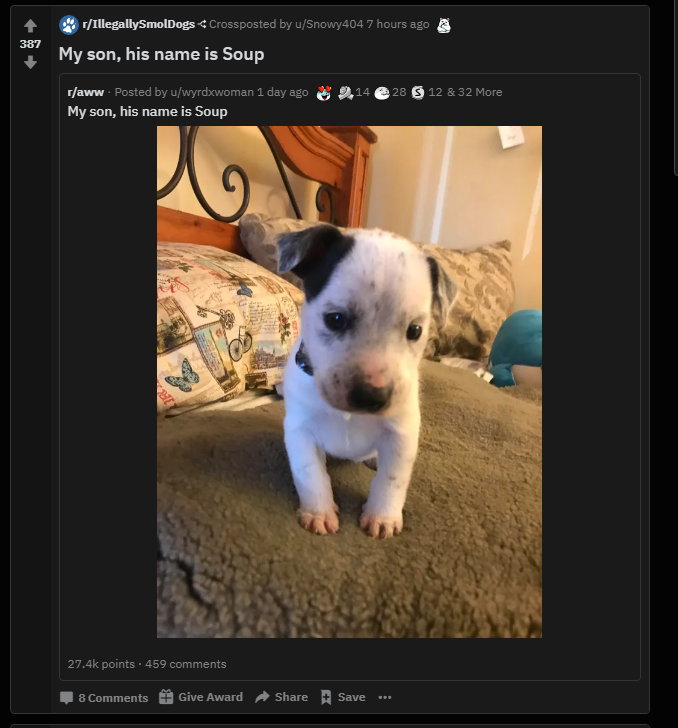 r/IllegallySmolDogs Crossposted by u/Snowy404 7 hours ago
387
My son, his name is Soup
r/aww · Posted by u/wyrdxwoman 1 day ago 14 28 S 12 & 32 More
My son, his name is Soup
27.4k points · 459 comments
8 Comments Give Award Share Save ···